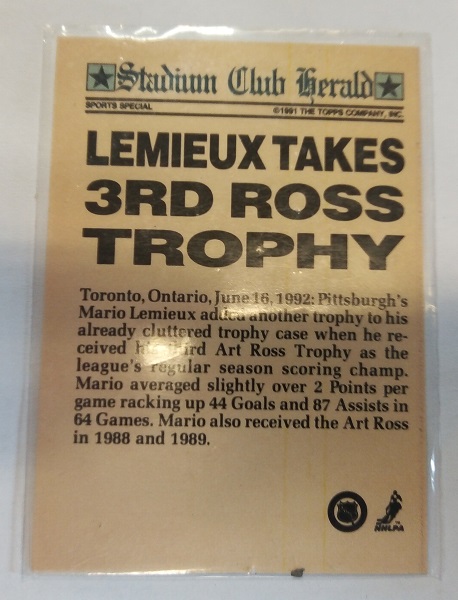 Stadium Club Herald
SPORTS SPECIAL ©1991 THE TOPPS COMPANY, INC.
LEMIEUX TAKES
3RD ROSS
TROPHY
Toronto, Ontario, June 16, 1992: Pittsburgh's
Mario Lemieux added another trophy to his
already cluttered trophy case when he re-
ceived his third Art Ross Trophy as the
league's regular season scoring champ.
Mario averaged slightly over 2 Points per
game racking up 44 Goals and 87 Assists in
64 Games. Mario also received the Art Ross
in 1988 and 1989.
NHLPA